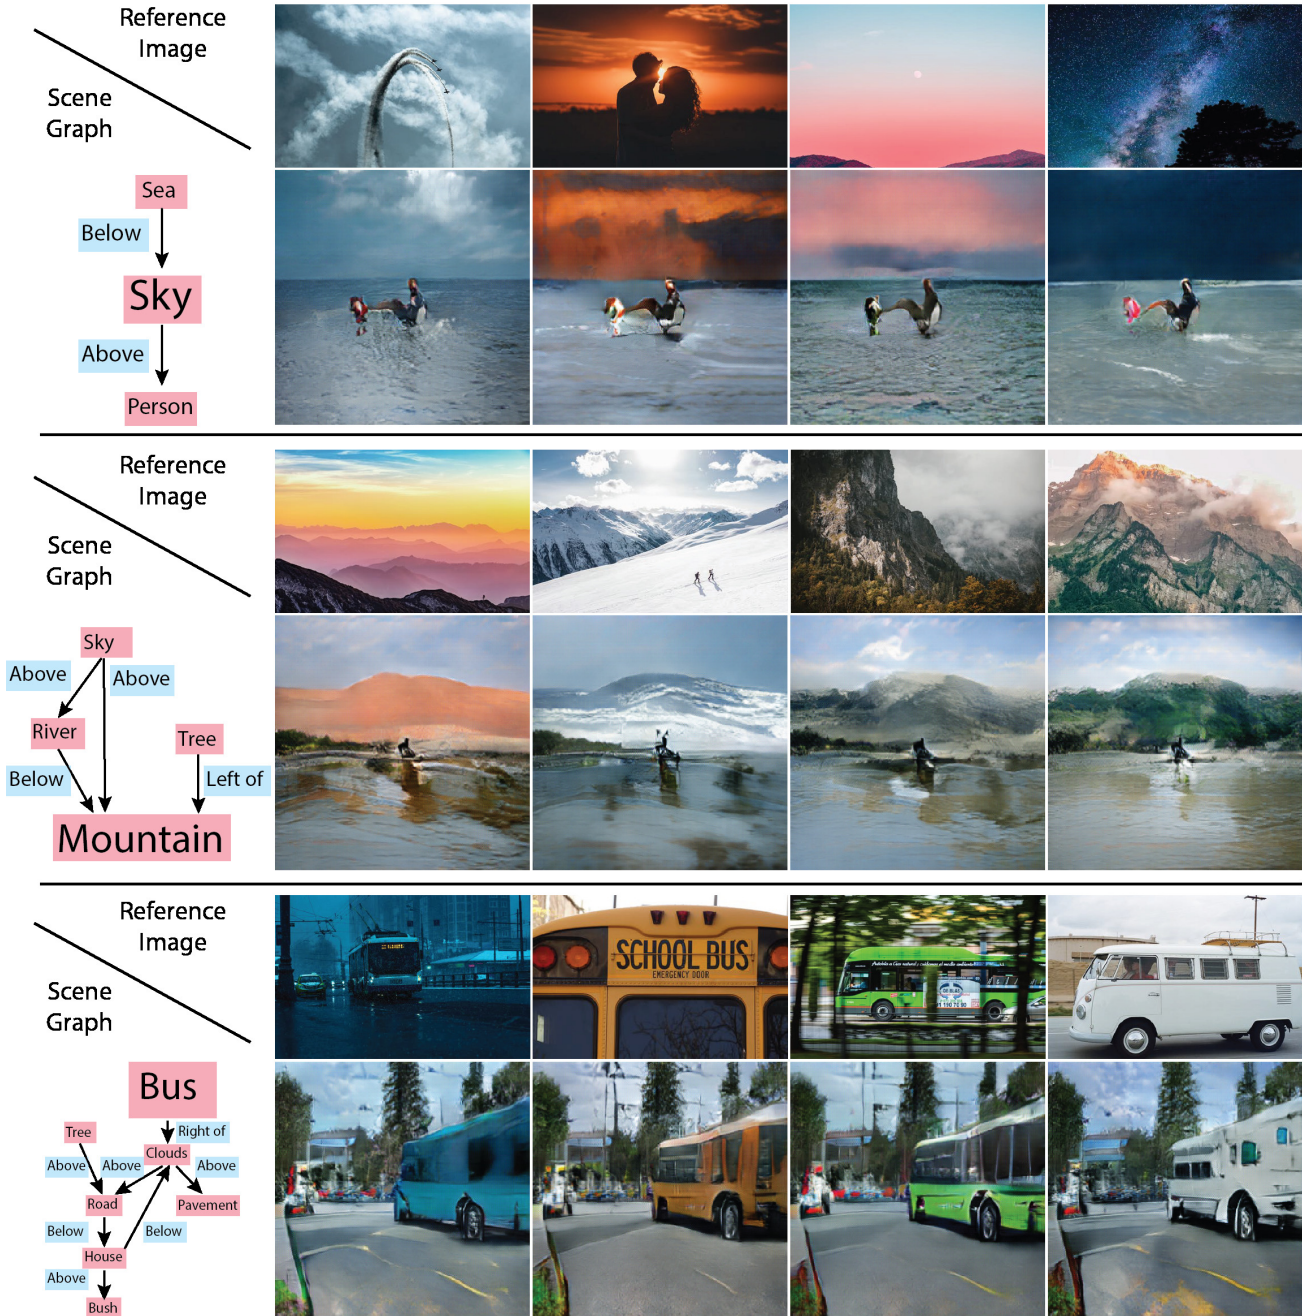 Reference
Image
Scene
Graph
Sea
Below
Sky
Above
Person
Reference
Image
Scene
Graph
Sky
Above
Above
River
Tree
Below
Left of
Mountain
Reference
Image
SCHOOL BUS
EMERGENCY DOOR
Scene
Graph
Bus
Tree
Right of
Clouds
Above
Above
Above
Road
Pavement
Below
Below
House
Above
Bush